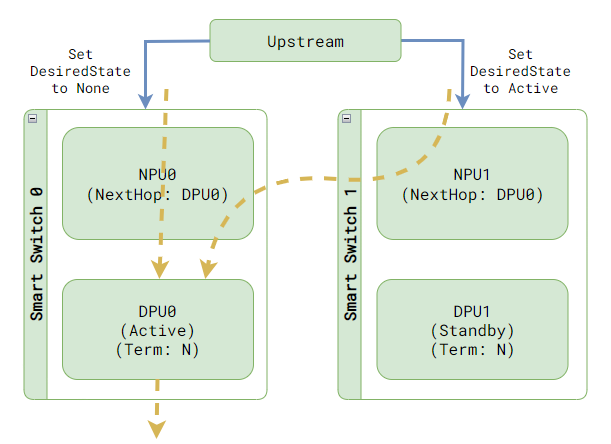 Upstream
Set
DesiredState
to None
Set
DesiredState
to Active
Smart Switch 0
NPU0
(NextHop: DPU0)
DPU0
(Active)
(Term: N)
Smart Switch 1
NPU1
(NextHop: DPU0)
DPU1
(Standby)
(Term: N)